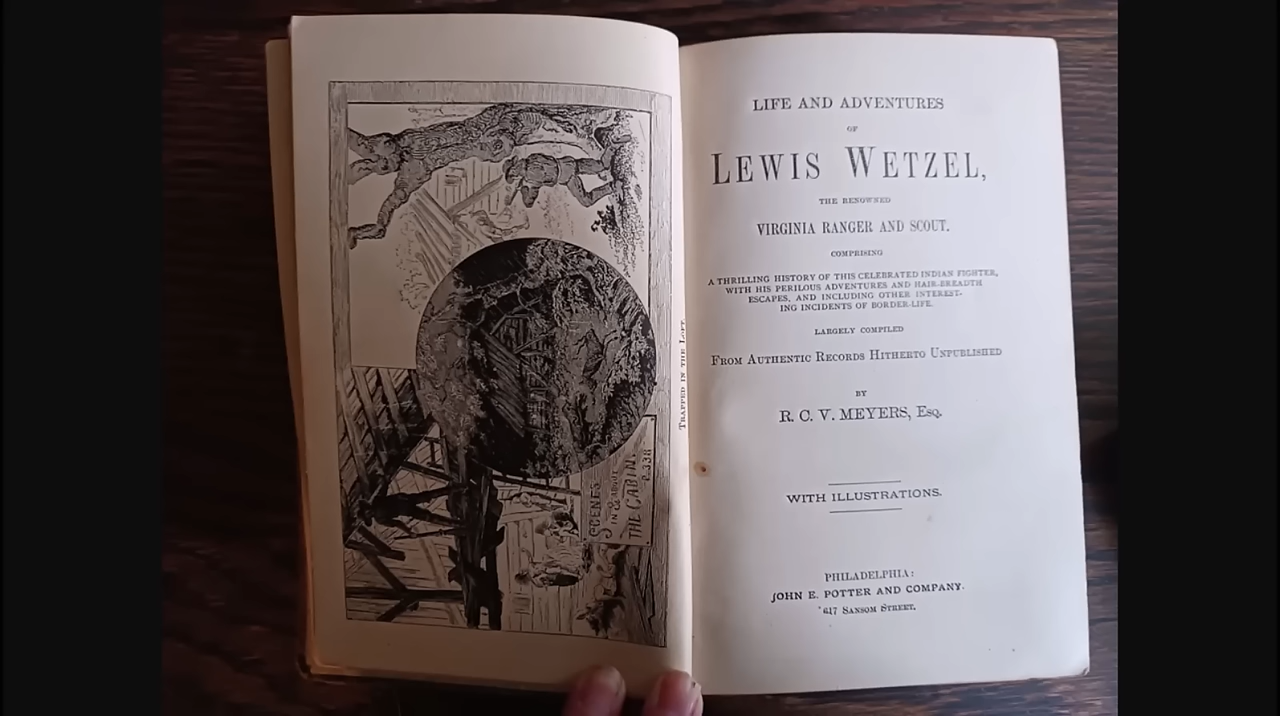 SCENES
IN & ABOUT
THE CABIN.
P. 338
TRAPPED IN THE LOFT.
LIFE AND ADVENTURES
OF
LEWIS WETZEL,
THE RENOWNED
VIRGINIA RANGER AND SCOUT.
COMPRISING
A THRILLING HISTORY OF THIS CELEBRATED INDIAN FIGHTER,
WITH HIS PERILOUS ADVENTURES AND HAIR-BREADTH
ESCAPES, AND INCLUDING OTHER INTEREST-
ING INCIDENTS OF BORDER-LIFE.
LARGELY COMPILED
FROM AUTHENTIC RECORDS HITHERTO UNPUBLISHED
BY
R. C. V. MEYERS, ESQ.
WITH ILLUSTRATIONS.
PHILADELPHIA:
JOHN E. POTTER AND COMPANY.
617 SANSOM STREET.